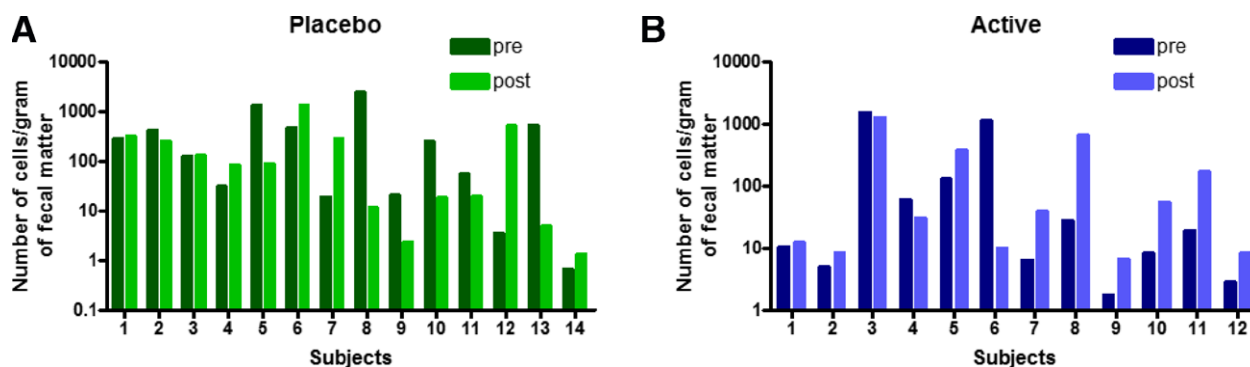 A
Placebo
pre
post
Number of cells/gram
of fecal matter
10000
1000
100
10
1
0.1
1 2 3 4 5 6 7 8 9 10 11 12 13 14
Subjects
B
Active
pre
post
Number of cells/gram
of fecal matter
10000
1000
100
10
1
1 2 3 4 5 6 7 8 9 10 11 12
Subjects